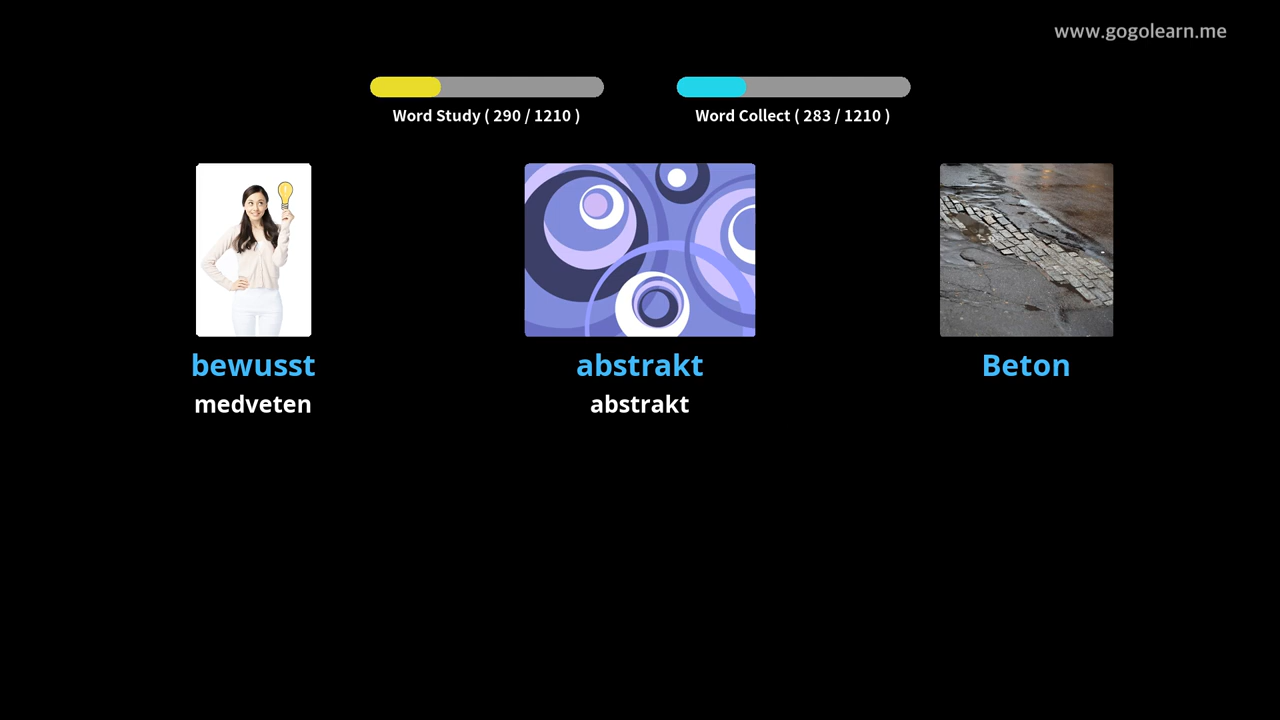 www.gogolearn.me
Word Study ( 290 / 1210 )
Word Collect ( 283 / 1210 )
bewusst
medveten
abstrakt
abstrakt
Beton